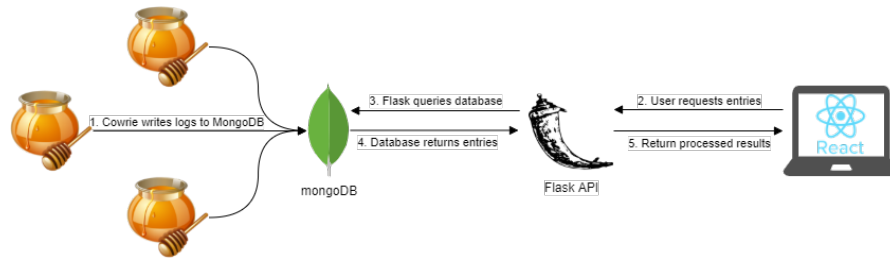 1. Cowrie writes logs to MongoDB
3. Flask queries database
2. User requests entries
4. Database returns entries
5. Return processed results
React
mongoDB
Flask API